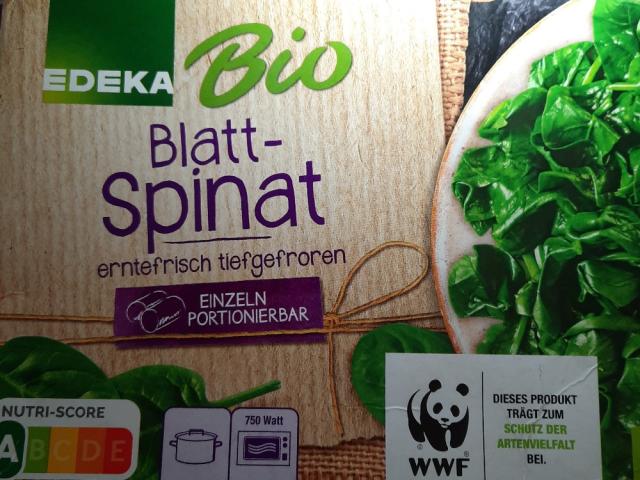 EDEKA
Bio
Blatt-
Spinat
erntefrisch tiefgefroren
EINZELN
PORTIONIERBAR
NUTRI-SCORE
A B C D E
750 Watt
WWF
DIESES PRODUKT
TRÄGT ZUM
SCHUTZ DER
ARTENVIELFALT
BEI.